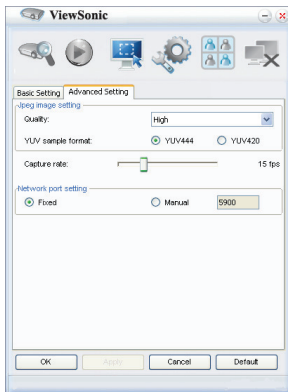 ViewSonic
Basic Setting Advanced Setting
Jpeg image setting
Quality: High
YUV sample format: YUV444 YUV420
Capture rate: 15 fps
Network port setting
Fixed Manual 5900
OK Apply Cancel Default